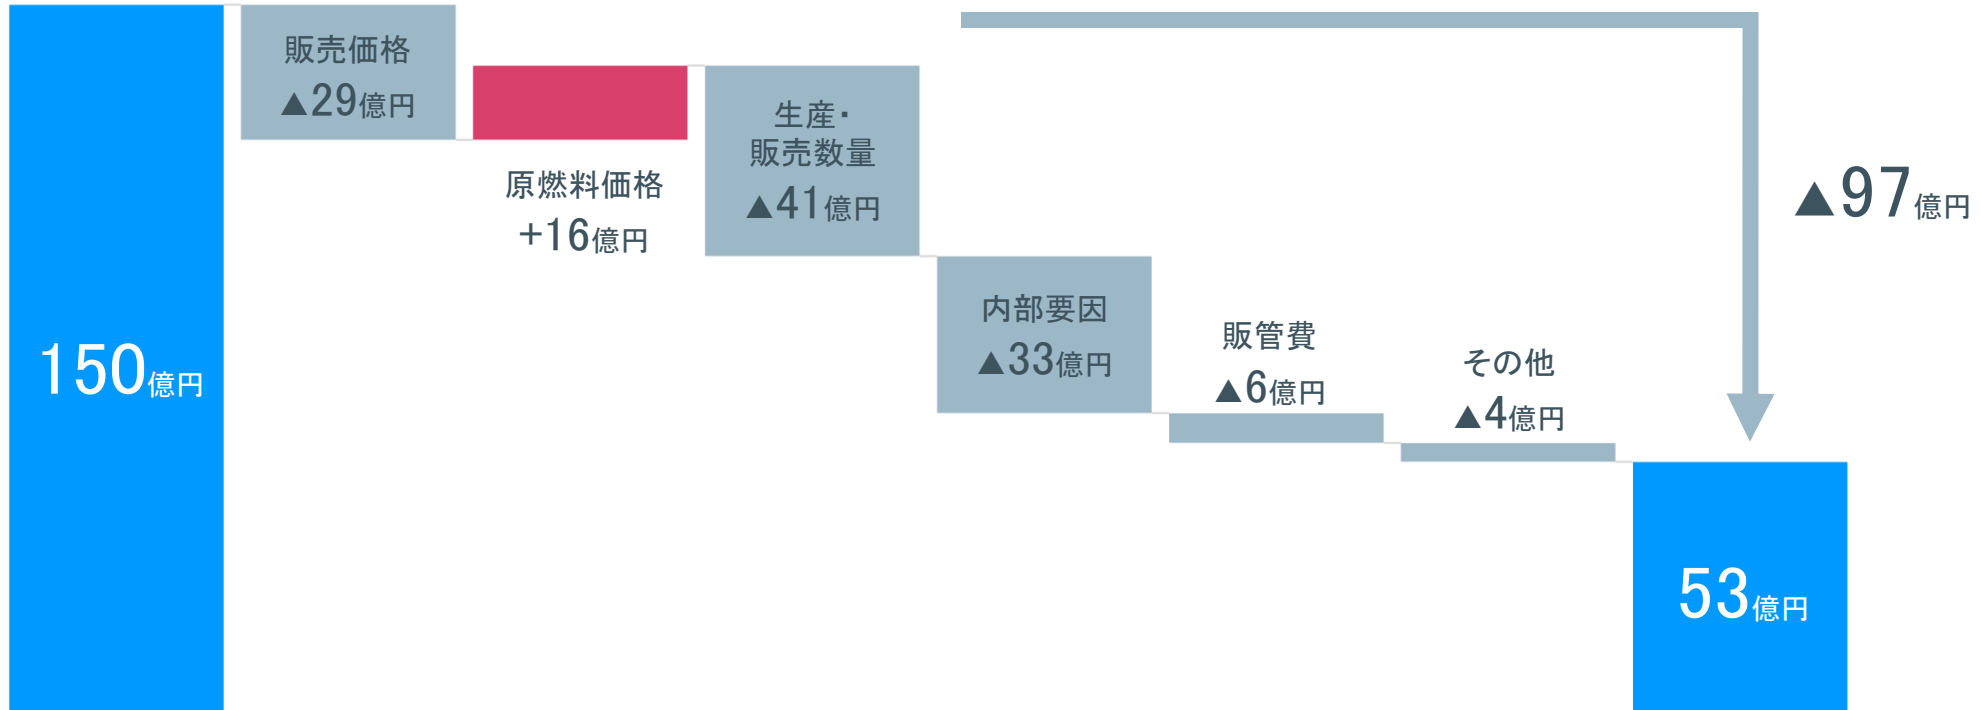 150億円
販売価格
▲29億円
原燃料価格
+16億円
生産・
販売数量
▲41億円
内部要因
▲33億円
販管費
▲6億円
その他
▲4億円
▲97億円
53億円